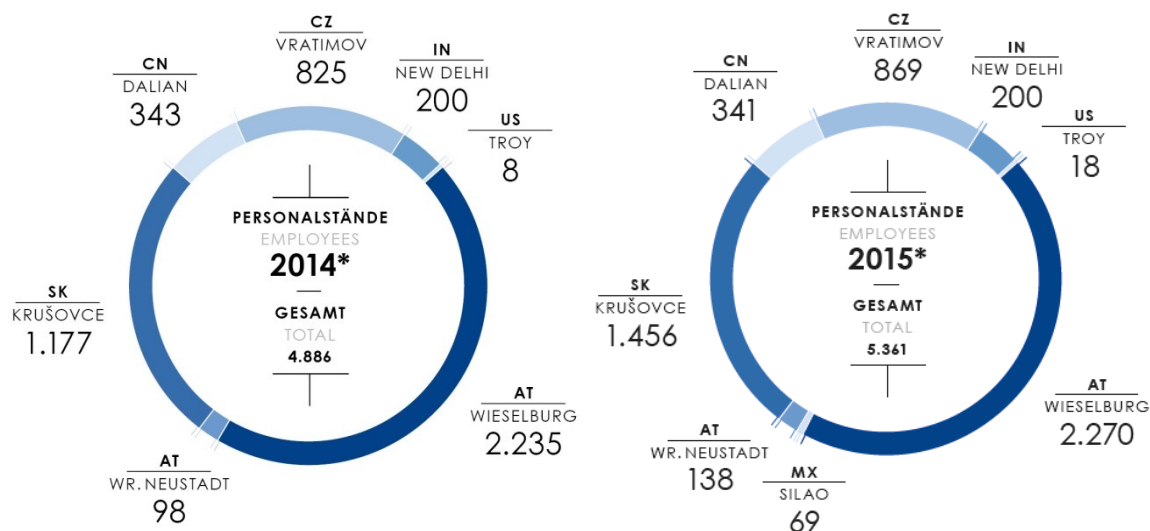 CZ
VRATIMOV
825
IN
NEW DELHI
200
CN
DALIAN
343
US
TROY
8
PERSONALSTÄNDE
EMPLOYEES
2014*
GESAMT
TOTAL
4.886
SK
KRUŠOVCE
1.177
AT
WIESELBURG
2.235
AT
WR. NEUSTADT
98
CZ
VRATIMOV
869
IN
NEW DELHI
200
CN
DALIAN
341
US
TROY
18
PERSONALSTÄNDE
EMPLOYEES
2015*
GESAMT
TOTAL
5.361
SK
KRUŠOVCE
1.456
AT
WIESELBURG
2.270
AT
WR. NEUSTADT
138
MX
SILAO
69